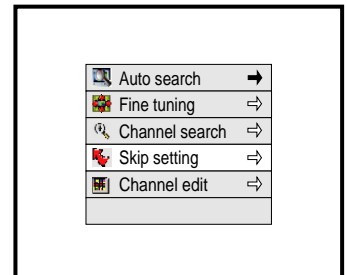 Auto search
Fine tuning
Channel search
Skip setting
Channel edit